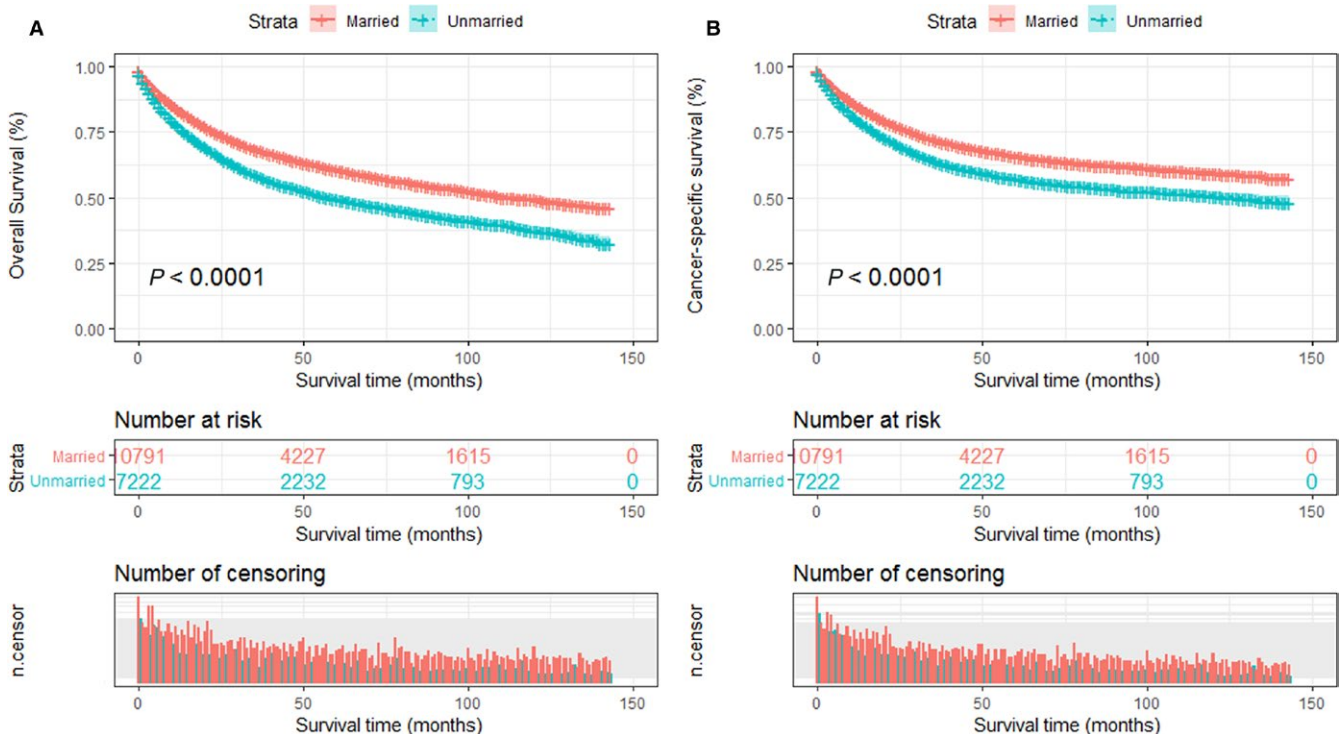 A
Strata Married Unmarried
Overall Survival (%)
1.00
0.75
0.50
0.25
0.00
P < 0.0001
0 50 100 150
Survival time (months)
Number at risk
Strata
Married 10791 4227 1615 0
Unmarried 7222 2232 793 0
0 50 100 150
Survival time (months)
Number of censoring
n.censor
0 50 100 150
Survival time (months)
B
Strata Married Unmarried
Cancer-specific survival (%)
1.00
0.75
0.50
0.25
0.00
P < 0.0001
0 50 100 150
Survival time (months)
Number at risk
Strata
Married 10791 4227 1615 0
Unmarried 7222 2232 793 0
0 50 100 150
Survival time (months)
Number of censoring
n.censor
0 50 100 150
Survival time (months)